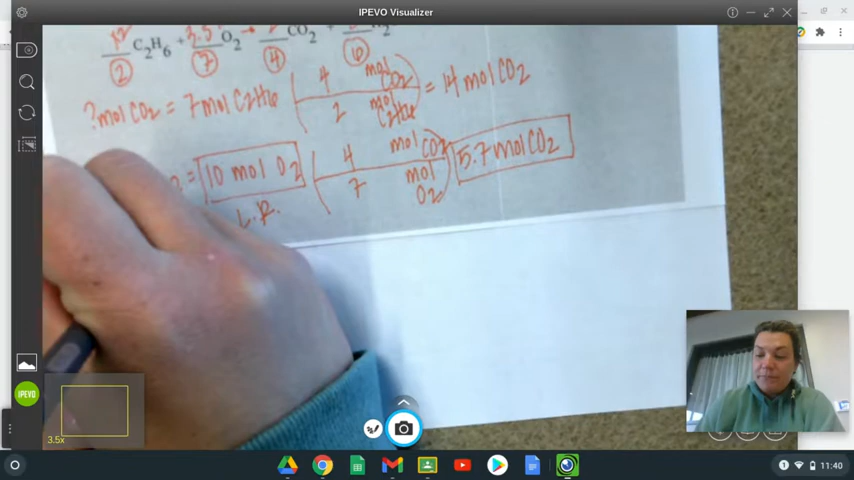 IPEVO Visualizer
2 C₂H₆ + 7 O₂ → 4 CO₂ + 6
?mol CO₂ = 7 mol C₂H₆ ( 4 mol CO₂ / 2 mol C₂H₆ ) = 14 mol CO₂
= 10 mol O₂ ( 4 mol CO₂ / 7 mol O₂ ) 5.7 mol CO₂
L.R.
IPEVO
3.5x
1
11:40